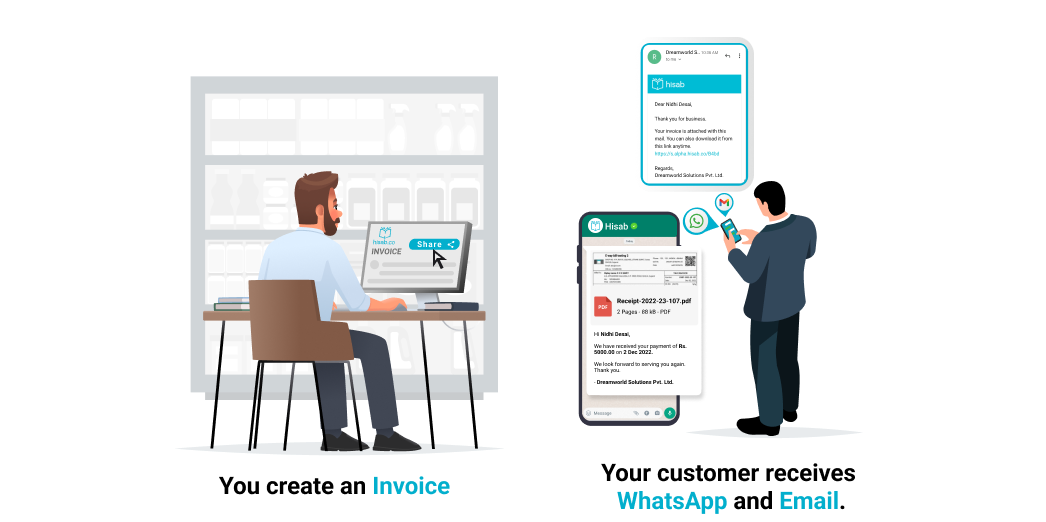 hisab.co
INVOICE
Share
You create an Invoice
R
Dreamworld S.. 10:06 AM
to me
hisab
Dear Nidhi Desai,
Thank you for business.
Your invoice is attached with this
mail. You can also download it from
this link anytime.
Regards,
Dreamworld Solutions Pvt. Ltd.
Hisab
PDF
Receipt-2022-23-107.pdf
2 Pages - 88 kB - PDF
Hi Nidhi Desai,
We have received your payment of Rs.
5000.00 on 2 Dec 2022.
We look forward to serving you again.
Thank you.
- Dreamworld Solutions Pvt. Ltd.
Message
Your customer receives
WhatsApp and Email.